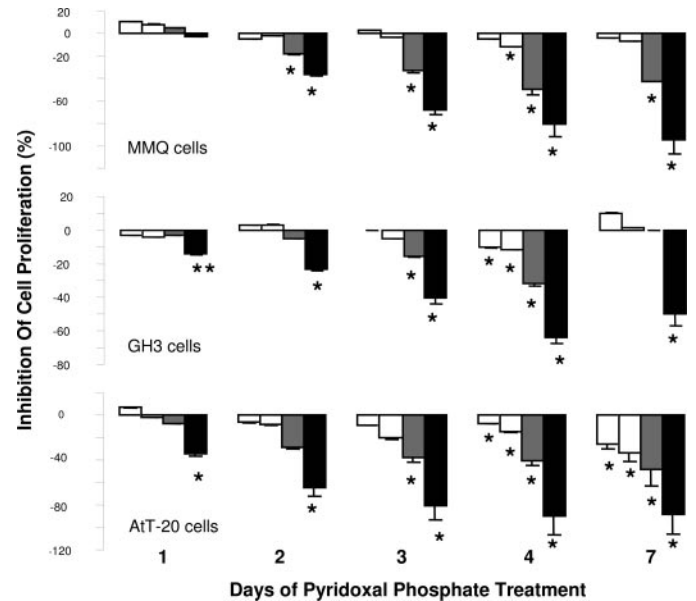 20
0
-20
-60
-100
MMQ cells
* * * * * * * * *
20
0
-20
-40
-60
-80
GH3 cells
** * * * * * * * *
0
-40
-80
-120
AtT-20 cells
* * * * * * * * * * *
1 2 3 4 7
Inhibition Of Cell Proliferation (%)
Days of Pyridoxal Phosphate Treatment